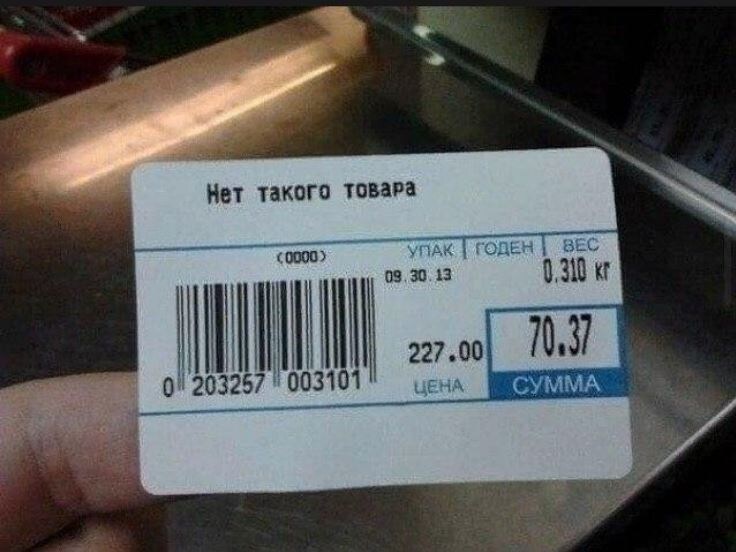 Нет такого товара
(0000)
УПАК | ГОДЕН | ВЕС
09.30.13 0.310 кг
227.00 70.37
ЦЕНА СУММА
0 203257 003101